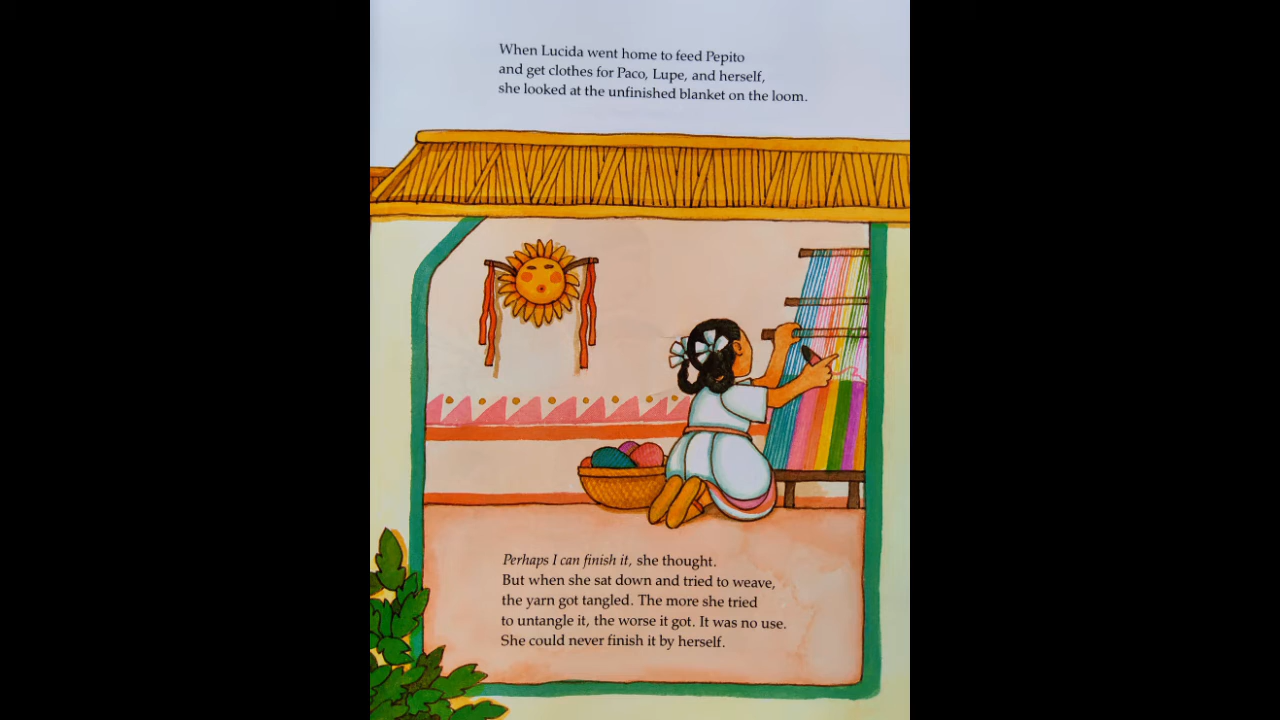 When Lucida went home to feed Pepito
and get clothes for Paco, Lupe, and herself,
she looked at the unfinished blanket on the loom.
Perhaps I can finish it, she thought.
But when she sat down and tried to weave,
the yarn got tangled. The more she tried
to untangle it, the worse it got. It was no use.
She could never finish it by herself.